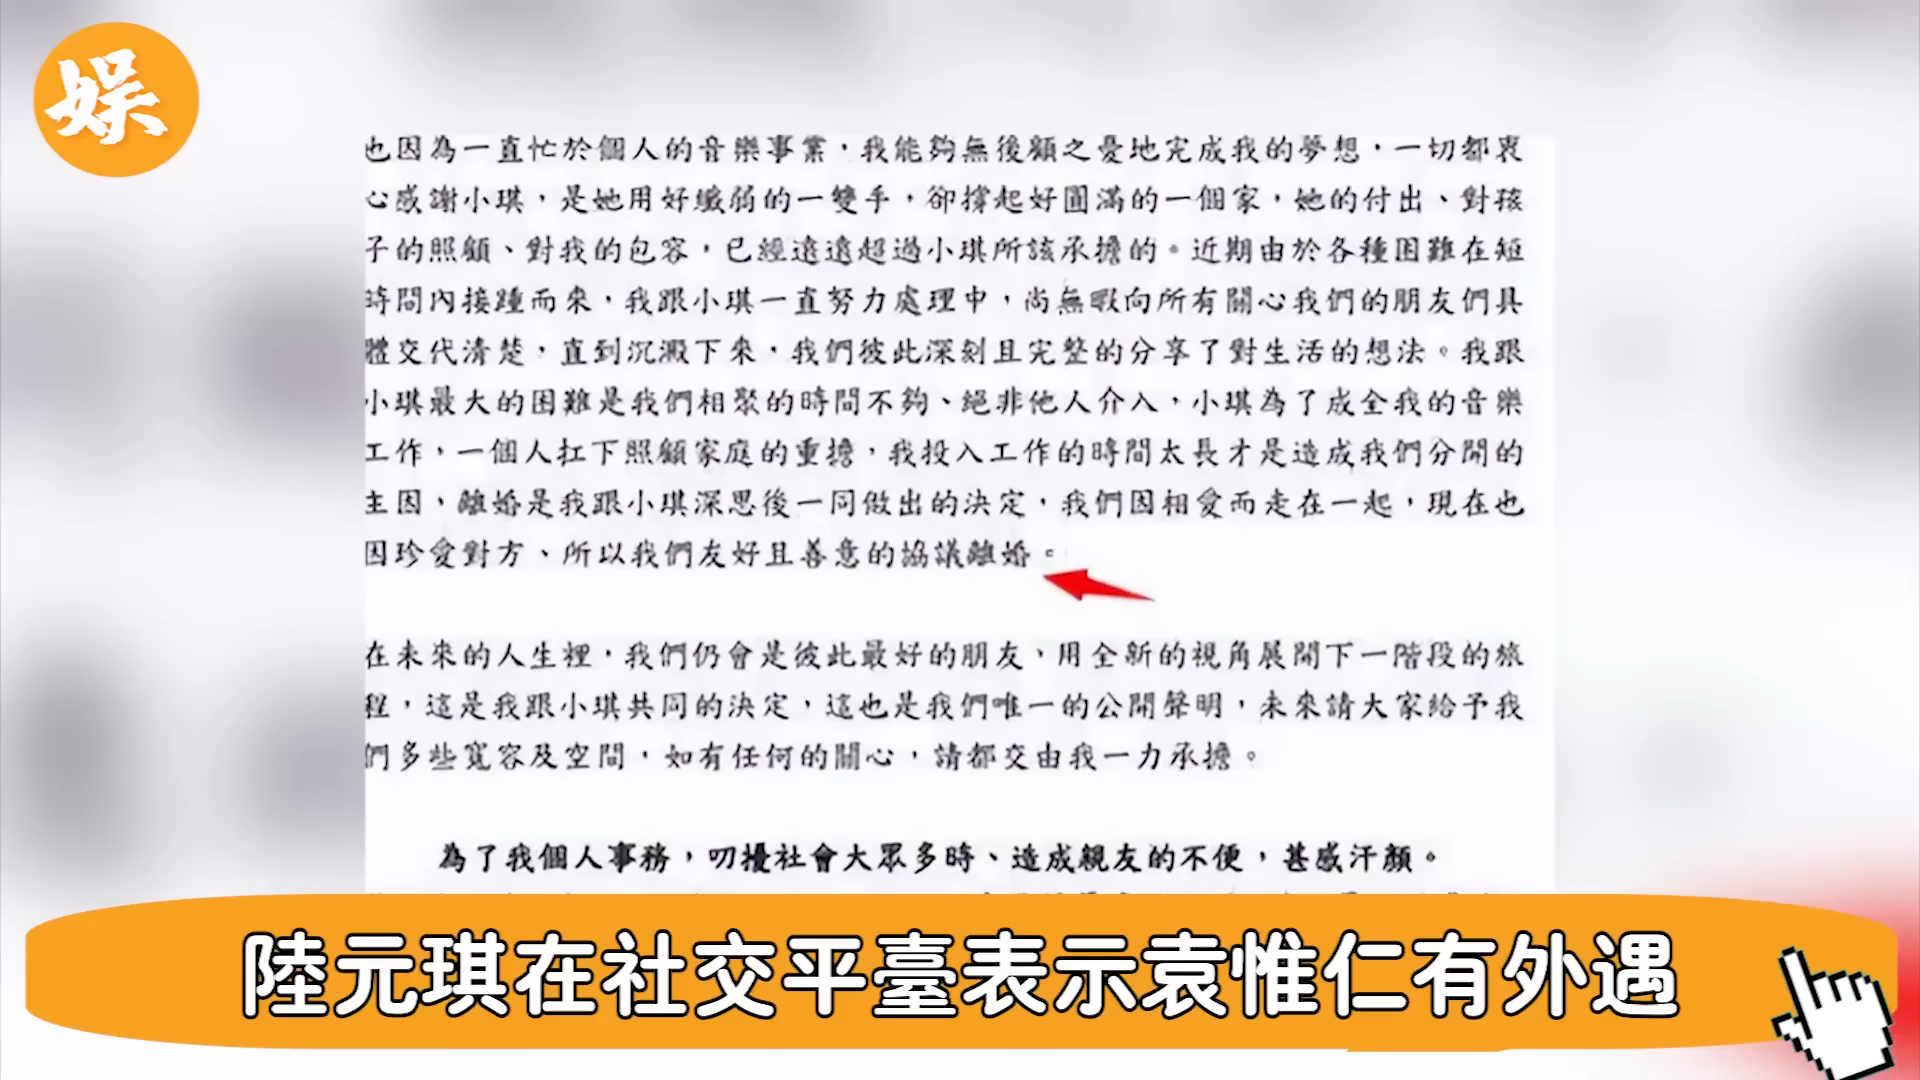 娱
也因為一直忙於個人的音樂事業，我能夠無後顧之憂地完成我的夢想，一切都衷
心感謝小琪，是她用好纖弱的一雙手，卻撐起好圓滿的一個家，她的付出、對孩
子的照顧、對我的包容，已經遠遠超過小琪所該承擔的。近期由於各種困難在短
時間內接踵而來，我跟小琪一直努力處理中，尚無暇向所有關心我們的朋友們具
體交代清楚，直到沉澱下來，我們彼此深刻且完整的分享了對生活的想法。我跟
小琪最大的困難是我們相聚的時間不夠、絕非他人介入，小琪為了成全我的音樂
工作，一個人扛下照顧家庭的重擔，我投入工作的時間太長才是造成我們分開的
主因，離婚是我跟小琪深思後一同做出的決定，我們因相愛而走在一起，現在也
因珍愛對方、所以我們友好且善意的協議離婚。
在未來的人生裡，我們仍會是彼此最好的朋友、用全新的視角展開下一階段的旅
程，這是我跟小琪共同的決定，這也是我們唯一的公開聲明，未來請大家給予我
們多些寬容及空間，如有任何的關心，請都交由我一力承擔。
為了我個人事務，叨擾社會大眾多時、造成親友的不便，甚感汗顏。
陸元琪在社交平臺表示袁惟仁有外遇